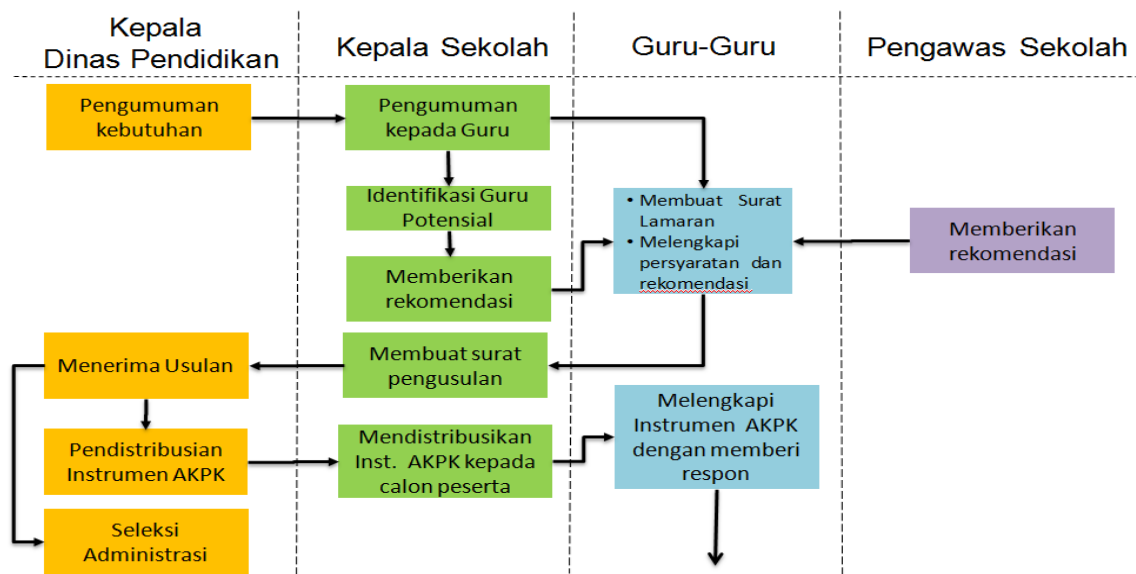 Kepala
Dinas Pendidikan
Kepala Sekolah
Guru-Guru
Pengawas Sekolah
Pengumuman
kebutuhan
Pengumuman
kepada Guru
Identifikasi Guru
Potensial
Memberikan
rekomendasi
• Membuat Surat
Lamaran
• Melengkapi
persyaratan dan
rekomendasi
Memberikan
rekomendasi
Menerima Usulan
Membuat surat
pengusulan
Pendistribusian
Instrumen AKPK
Mendistribusikan
Inst. AKPK kepada
calon peserta
Melengkapi
Instrumen AKPK
dengan memberi
respon
Seleksi
Administrasi